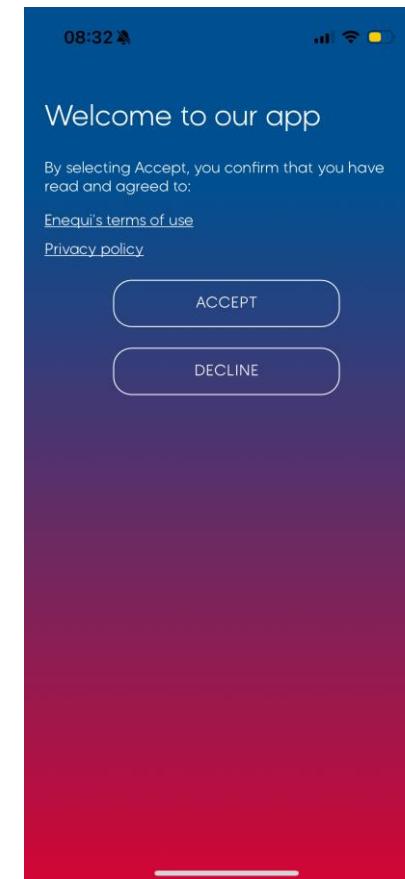 08:32
Welcome to our app
By selecting Accept, you confirm that you have
read and agreed to:
Enequi's terms of use
Privacy policy
ACCEPT
DECLINE